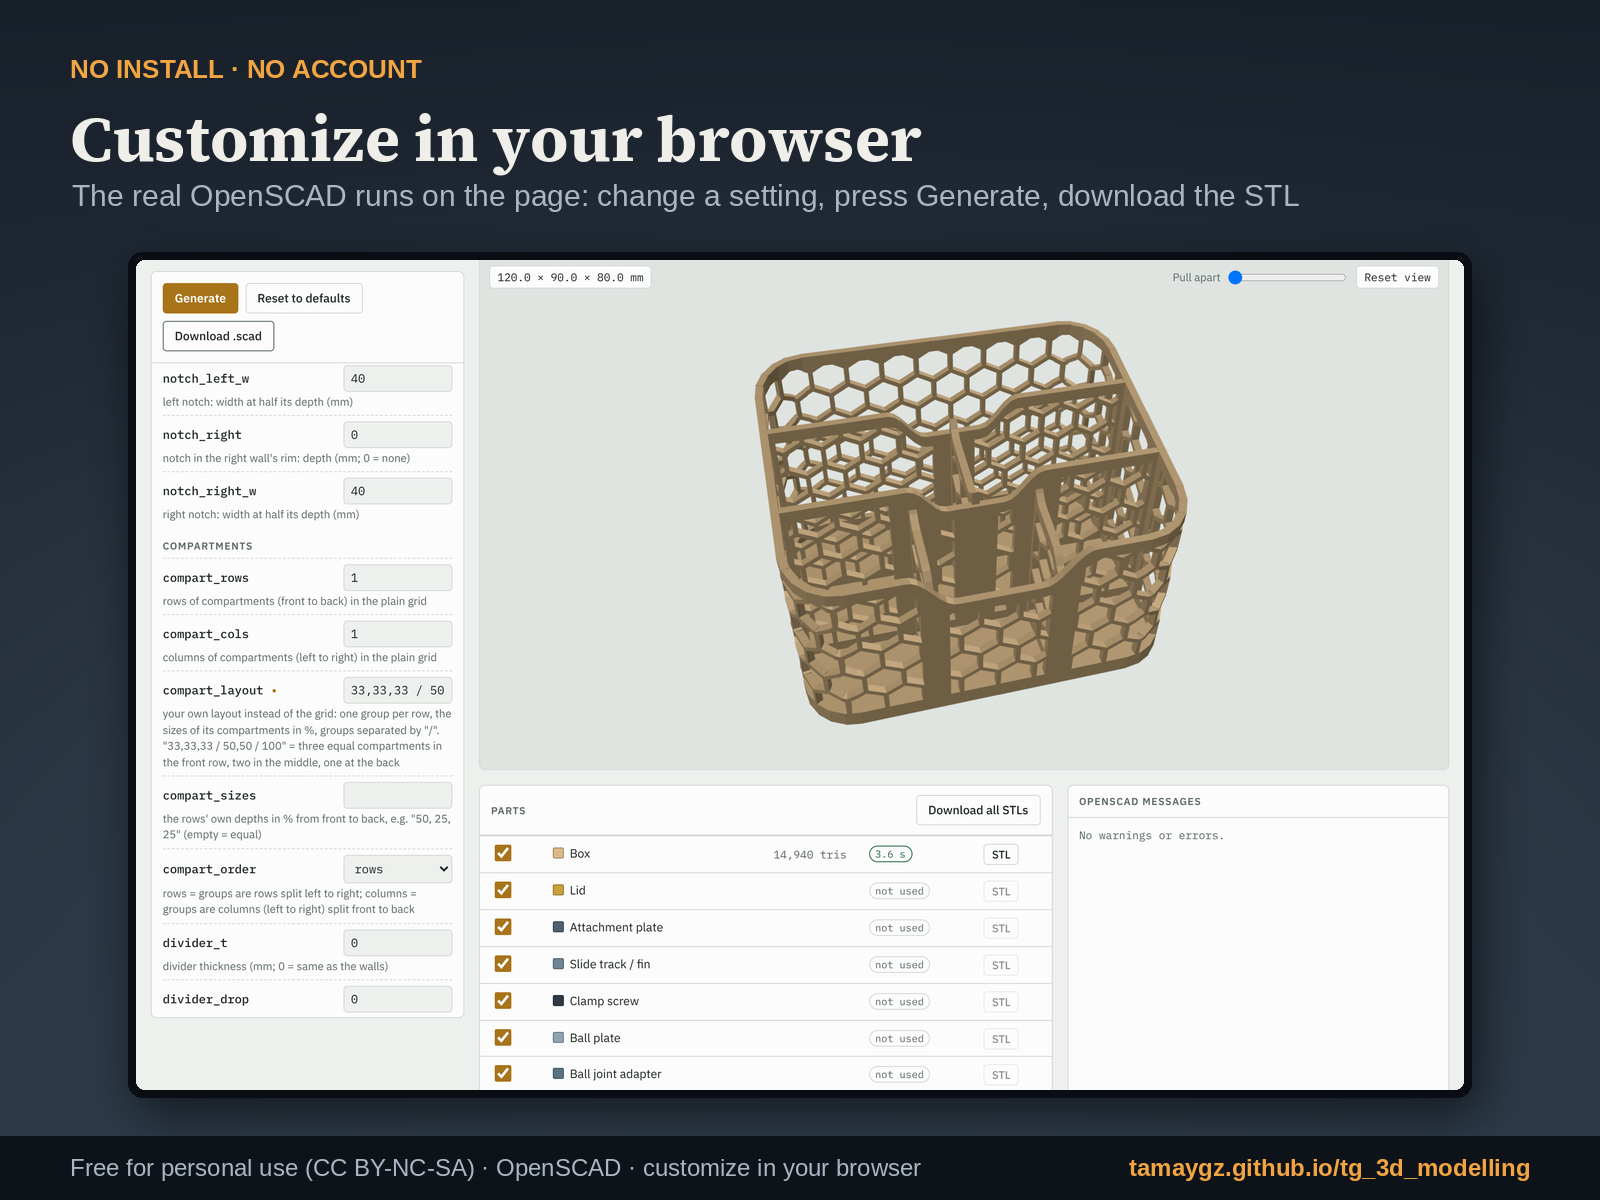 NO INSTALL · NO ACCOUNT
Customize in your browser
The real OpenSCAD runs on the page: change a setting, press Generate, download the STL
Generate
Reset to defaults
Download .scad
notch_left_w
40
left notch: width at half its depth (mm)
notch_right
0
notch in the right wall's rim: depth (mm; 0 = none)
notch_right_w
40
right notch: width at half its depth (mm)
COMPARTMENTS
compart_rows
1
rows of compartments (front to back) in the plain grid
compart_cols
1
columns of compartments (left to right) in the plain grid
compart_layout •
33,33,33 / 50
your own layout instead of the grid: one group per row, the
sizes of its compartments in %, groups separated by "/".
"33,33,33 / 50,50 / 100" = three equal compartments in
the front row, two in the middle, one at the back
compart_sizes
the rows' own depths in % from front to back, e.g. "50, 25,
25" (empty = equal)
compart_order
rows
rows = groups are rows split left to right; columns =
groups are columns (left to right) split front to back
divider_t
0
divider thickness (mm; 0 = same as the walls)
divider_drop
0
120.0 × 90.0 × 80.0 mm
Pull apart
Reset view
PARTS
Download all STLs
Box
14,940 tris
3.6 s
STL
Lid
not used
STL
Attachment plate
not used
STL
Slide track / fin
not used
STL
Clamp screw
not used
STL
Ball plate
not used
STL
Ball joint adapter
not used
STL
OPENSCAD MESSAGES
No warnings or errors.
Free for personal use (CC BY-NC-SA) · OpenSCAD · customize in your browser
tamaygz.github.io/tg_3d_modelling